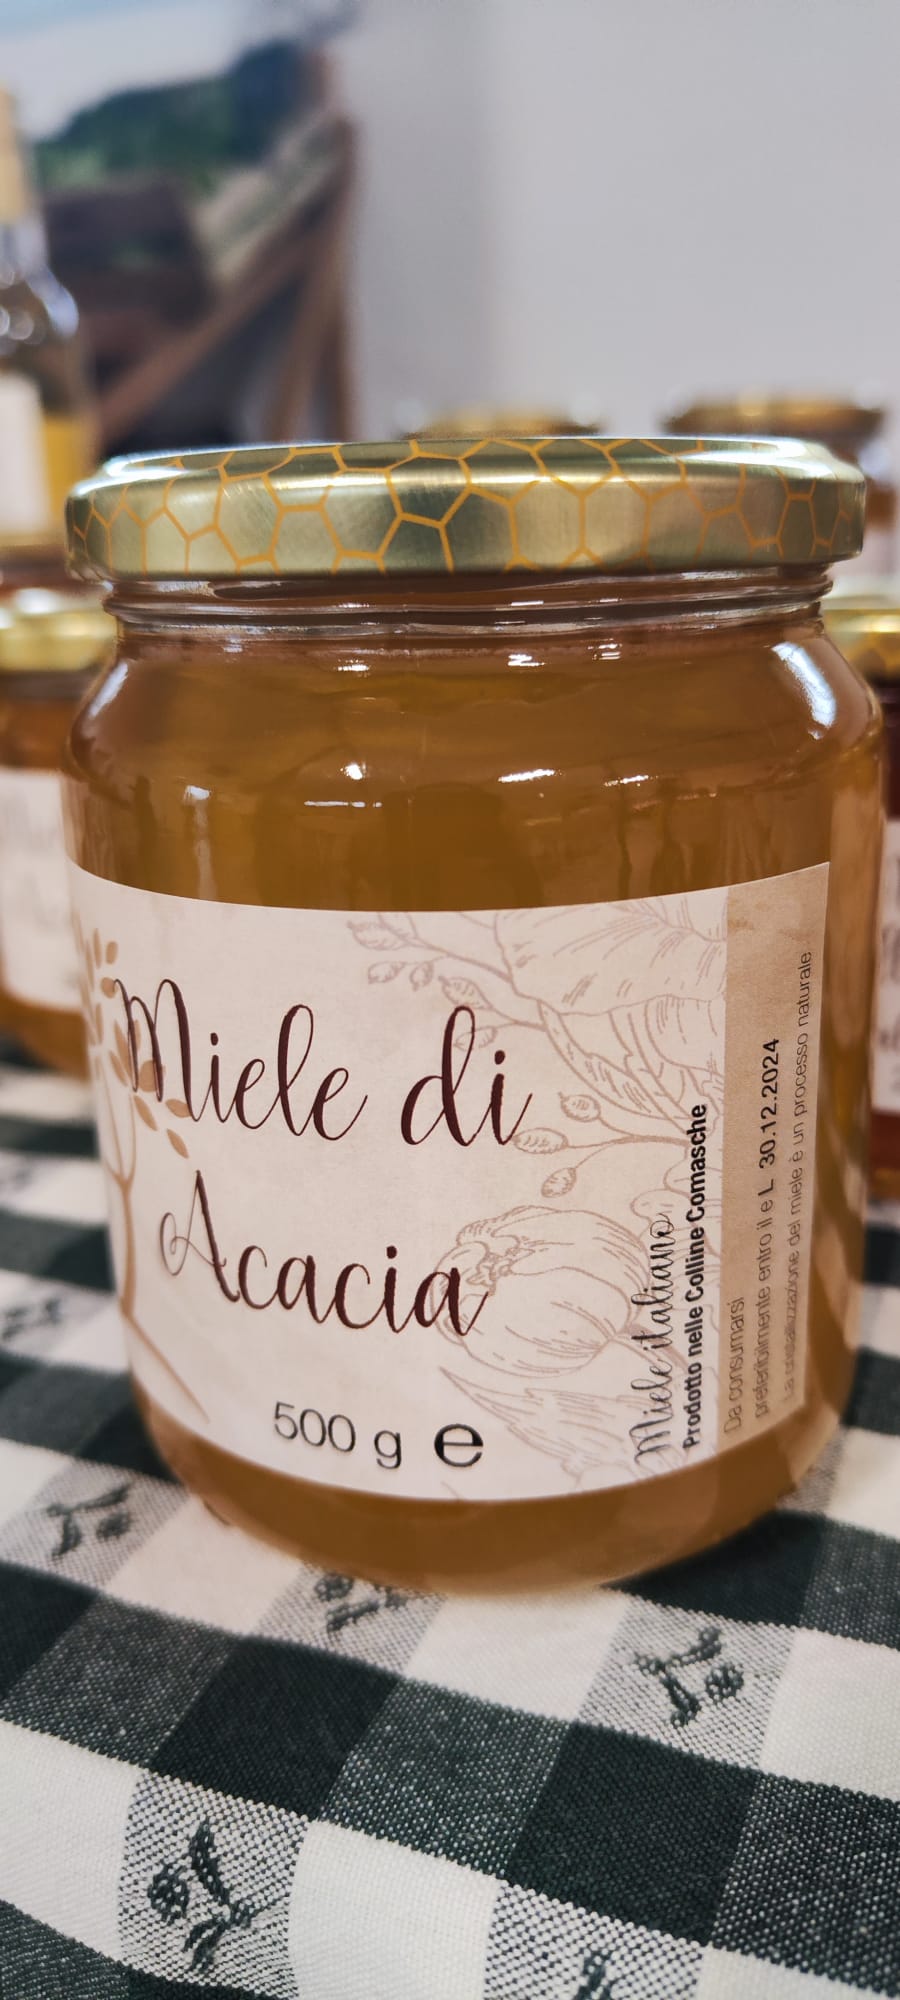 Miele di
Acacia
500 g e
Miele italiano
Prodotto nelle Colline Comasche
Da consumarsi
preferibilmente entro il e L 30.12.2024
La cristallizzazione del miele è un processo naturale